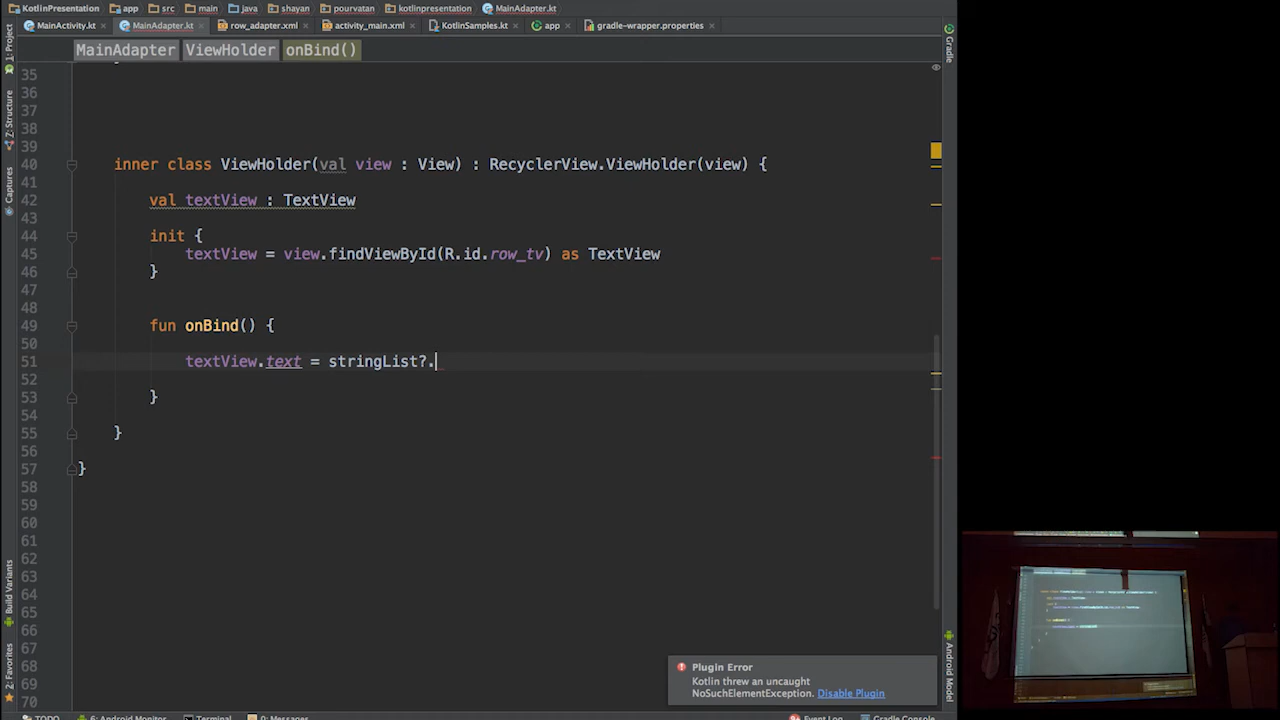 KotlinPresentation app src main java shayan pourvatan kotlinpresentation MainAdapter.kt
MainActivity.kt MainAdapter.kt row_adapter.xml activity_main.xml KotlinSamples.kt app gradle-wrapper.properties
MainAdapter ViewHolder onBind()
1: Project
Z: Structure
Captures
Build Variants
2: Favorites
Gradle
Android Model
35
36
37
38
39
40 inner class ViewHolder(val view : View) : RecyclerView.ViewHolder(view) {
41
42 val textView : TextView
43
44 init {
45 textView = view.findViewById(R.id.row_tv) as TextView
46 }
47
48
49 fun onBind() {
50
51 textView.text = stringList?.
52
53 }
54
55 }
56
57 }
58
59
60
61
62
63
64
65
66
67
68
69
70
Plugin Error
Kotlin threw an uncaught
NoSuchElementException. Disable Plugin
TODO 6: Android Monitor Terminal 0: Messages Event Log Gradle Console